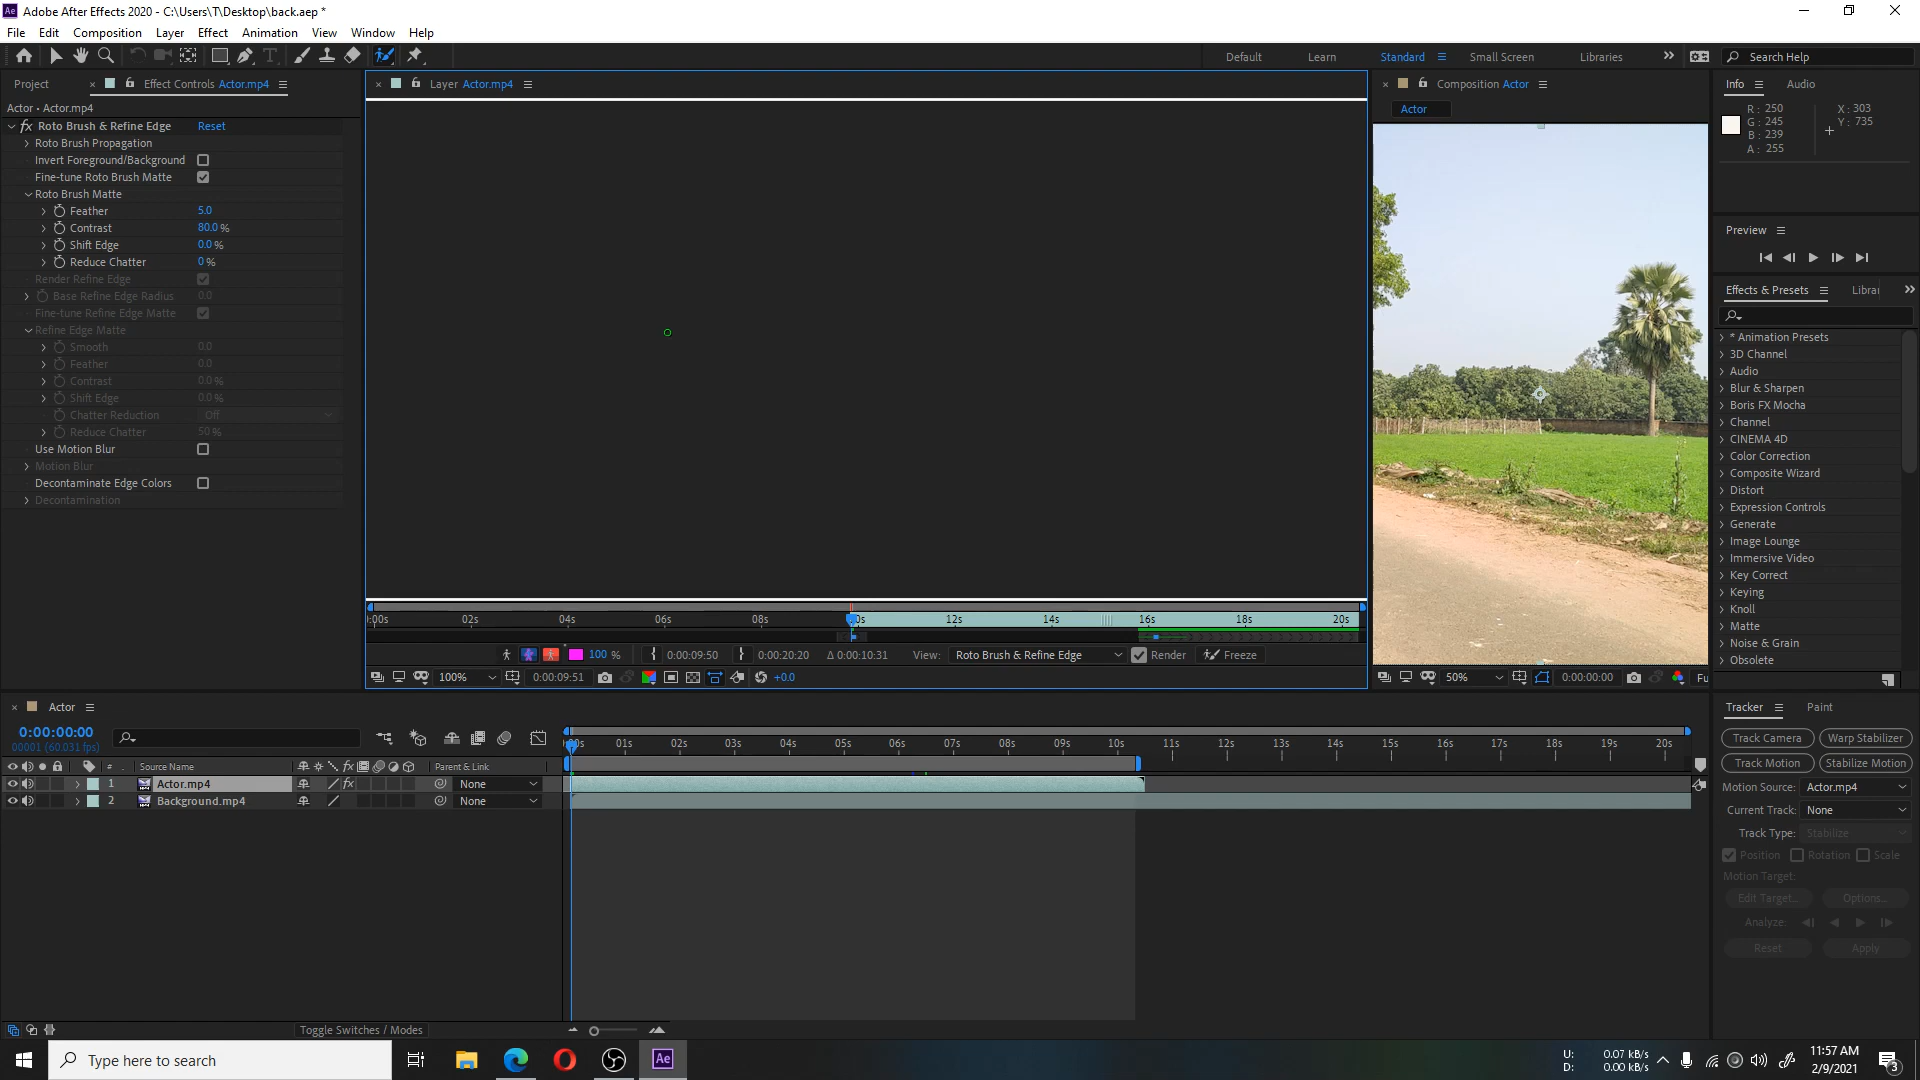 Ae Adobe After Effects 2020 - C:\Users\T\Desktop\back.aep *
File Edit Composition Layer Effect Animation View Window Help
Default Learn Standard Small Screen Libraries Search Help
Project Effect Controls Actor.mp4
Actor • Actor.mp4
fx Roto Brush & Refine Edge Reset
Roto Brush Propagation
Invert Foreground/Background
Fine-tune Roto Brush Matte
Roto Brush Matte
Feather 5.0
Contrast 80.0 %
Shift Edge 0.0 %
Reduce Chatter 0 %
Render Refine Edge
Base Refine Edge Radius 0.0
Fine-tune Refine Edge Matte
Refine Edge Matte
Smooth 0.0
Feather 0.0
Contrast 0.0 %
Shift Edge 0.0 %
Chatter Reduction Off
Reduce Chatter 50 %
Use Motion Blur
Motion Blur
Decontaminate Edge Colors
Decontamination
Layer Actor.mp4
:00s 02s 04s 06s 08s 0s 12s 14s 16s 18s 20s
100 % 0:00:09:50 0:00:20:20 Δ 0:00:10:31 View: Roto Brush & Refine Edge Render Freeze
100% 0:00:09:51 +0.0
Composition Actor
Actor
50% 0:00:00:00 Fu
Info Audio
R : 250 X : 303
G : 245 Y : 735
B : 239
A : 255
Preview
Effects & Presets Librar
* Animation Presets
3D Channel
Audio
Blur & Sharpen
Boris FX Mocha
Channel
CINEMA 4D
Color Correction
Composite Wizard
Distort
Expression Controls
Generate
Image Lounge
Immersive Video
Key Correct
Keying
Knoll
Matte
Noise & Grain
Obsolete
Actor
0:00:00:00
00001 (60.031 fps)
# Source Name fx Parent & Link
1 Actor.mp4 fx None
2 Background.mp4 None
00s 01s 02s 03s 04s 05s 06s 07s 08s 09s 10s 11s 12s 13s 14s 15s 16s 17s 18s 19s 20s
Toggle Switches / Modes
Tracker Paint
Track Camera Warp Stabilizer
Track Motion Stabilize Motion
Motion Source: Actor.mp4
Current Track: None
Track Type: Stabilize
Position Rotation Scale
Motion Target:
Edit Target... Options...
Analyze:
Reset Apply
Type here to search
Ae
U: 0.07 kB/s
D: 0.00 kB/s
11:57 AM
2/9/2021
3